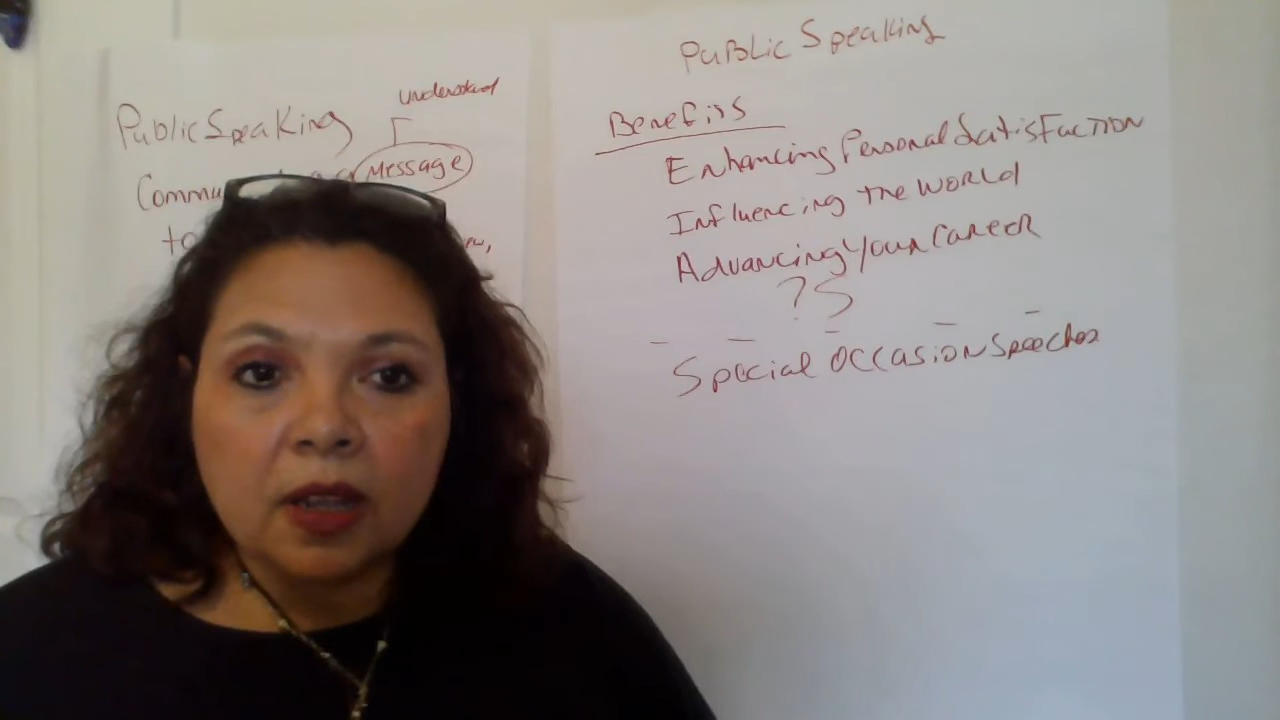 Public Speaking
understand
Message
to
Public Speaking
Benefits
Enhancing Personal Satisfaction
Influencing the World
Advancing Your Career
?S
Special Occasion Speeches